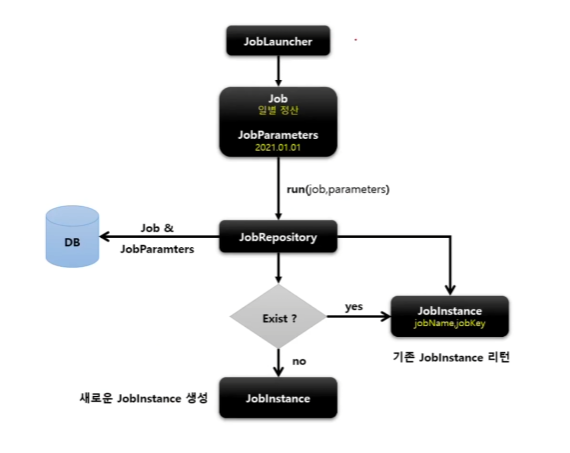 JobLauncher
Job
일별 정산
JobParameters
2021.01.01
run(job,parameters)
Job &
JobParamters
DB
JobRepository
Exist ?
yes
JobInstance
jobName,jobKey
기존 JobInstance 리턴
no
새로운 JobInstance 생성
JobInstance